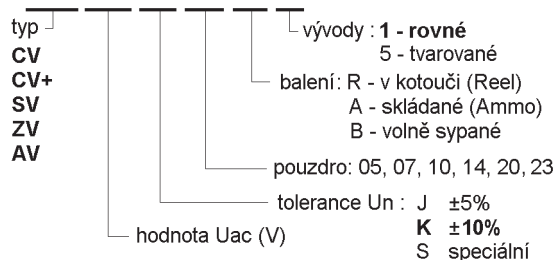 typ
CV
CV+
SV
ZV
AV
vývody : 1 - rovné
5 - tvarované
balení: R - v kotouči (Reel)
A - skládané (Ammo)
B - volně sypané
pouzdro: 05, 07, 10, 14, 20, 23
tolerance Un : J ±5%
K ±10%
S speciální
hodnota Uac (V)